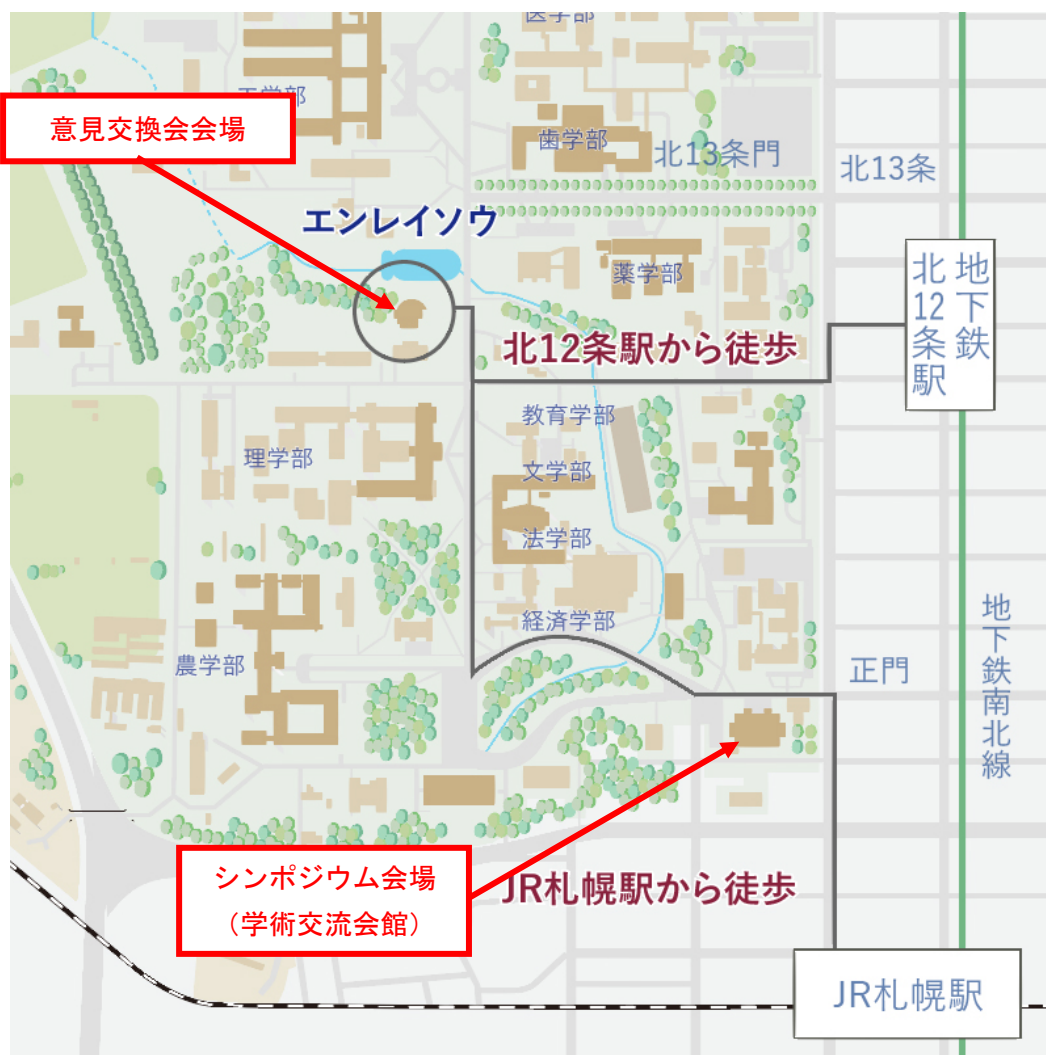 医学部
工学部
意見交換会会場
歯学部
北13条門
北13条
エンレイソウ
薬学部
地下鉄
北12条駅
北12条駅から徒歩
教育学部
理学部
文学部
法学部
経済学部
農学部
正門
地下鉄南北線
シンポジウム会場
（学術交流会館）
JR札幌駅から徒歩
JR札幌駅